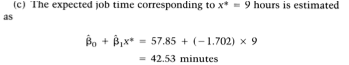 (c) The expected job time corresponding to x* = 9 hours is estimated
as
β̂₀ + β̂₁x* = 57.85 + (−1.702) × 9
= 42.53 minutes